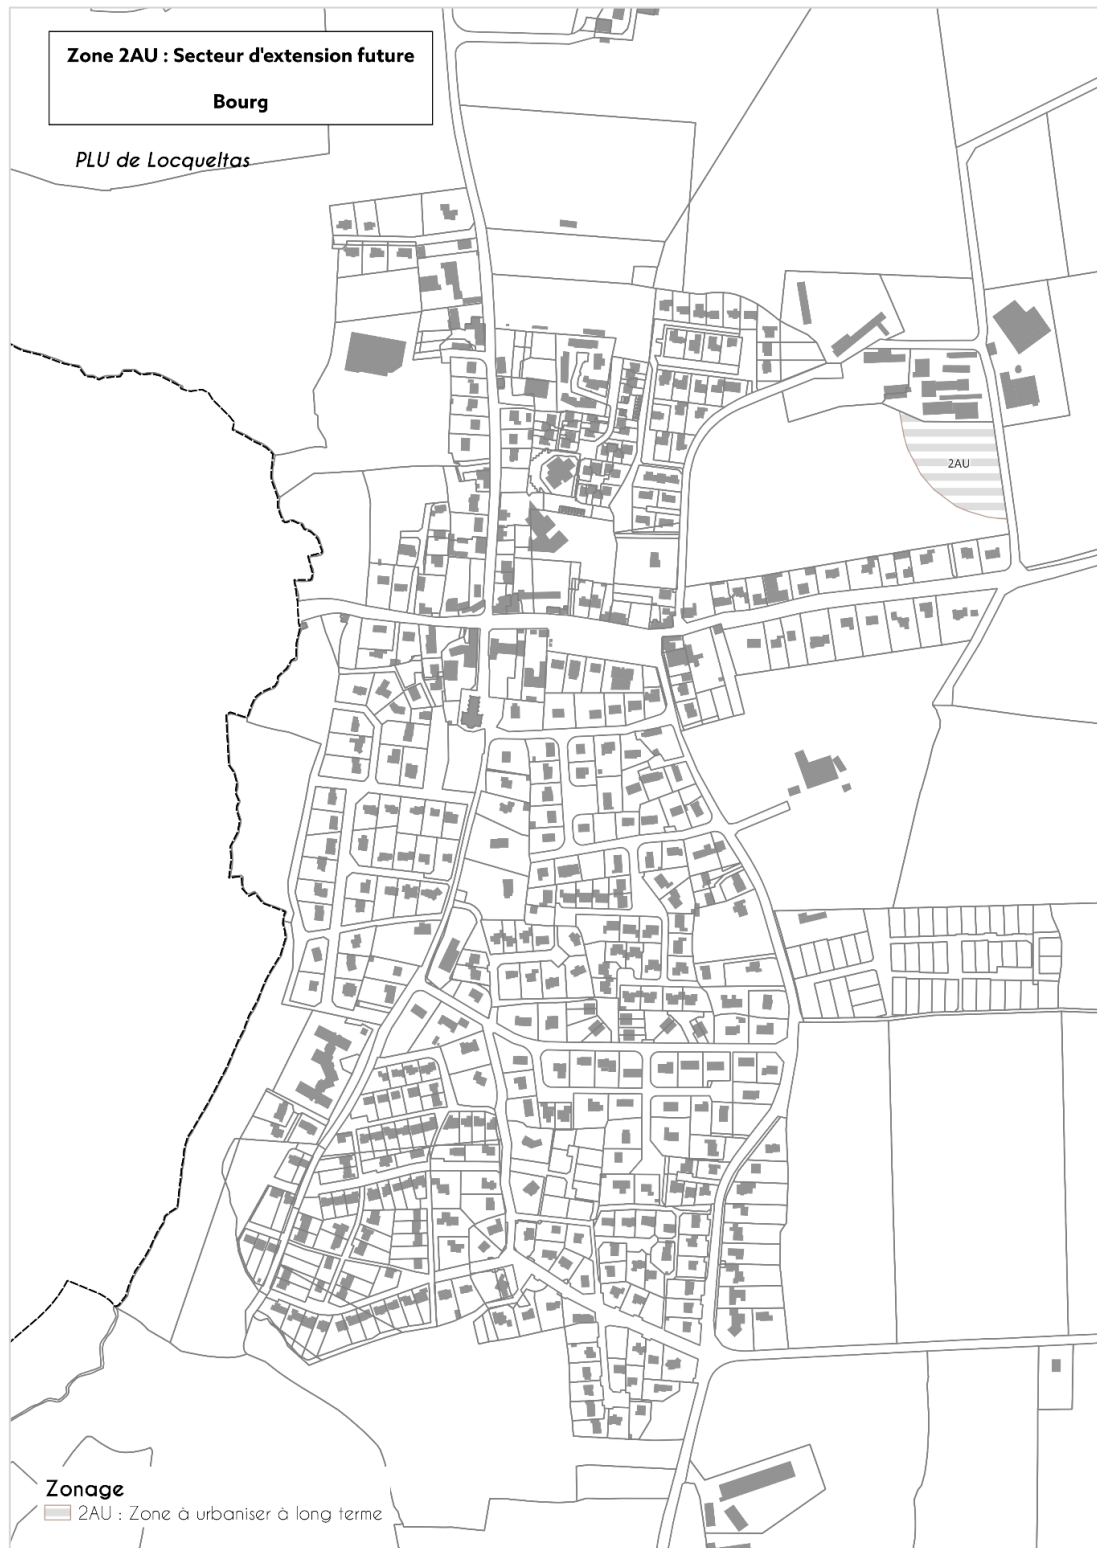 Zone 2AU : Secteur d'extension future
Bourg
PLU de Locqueltas
2AU
Zonage
2AU : Zone à urbaniser à long terme